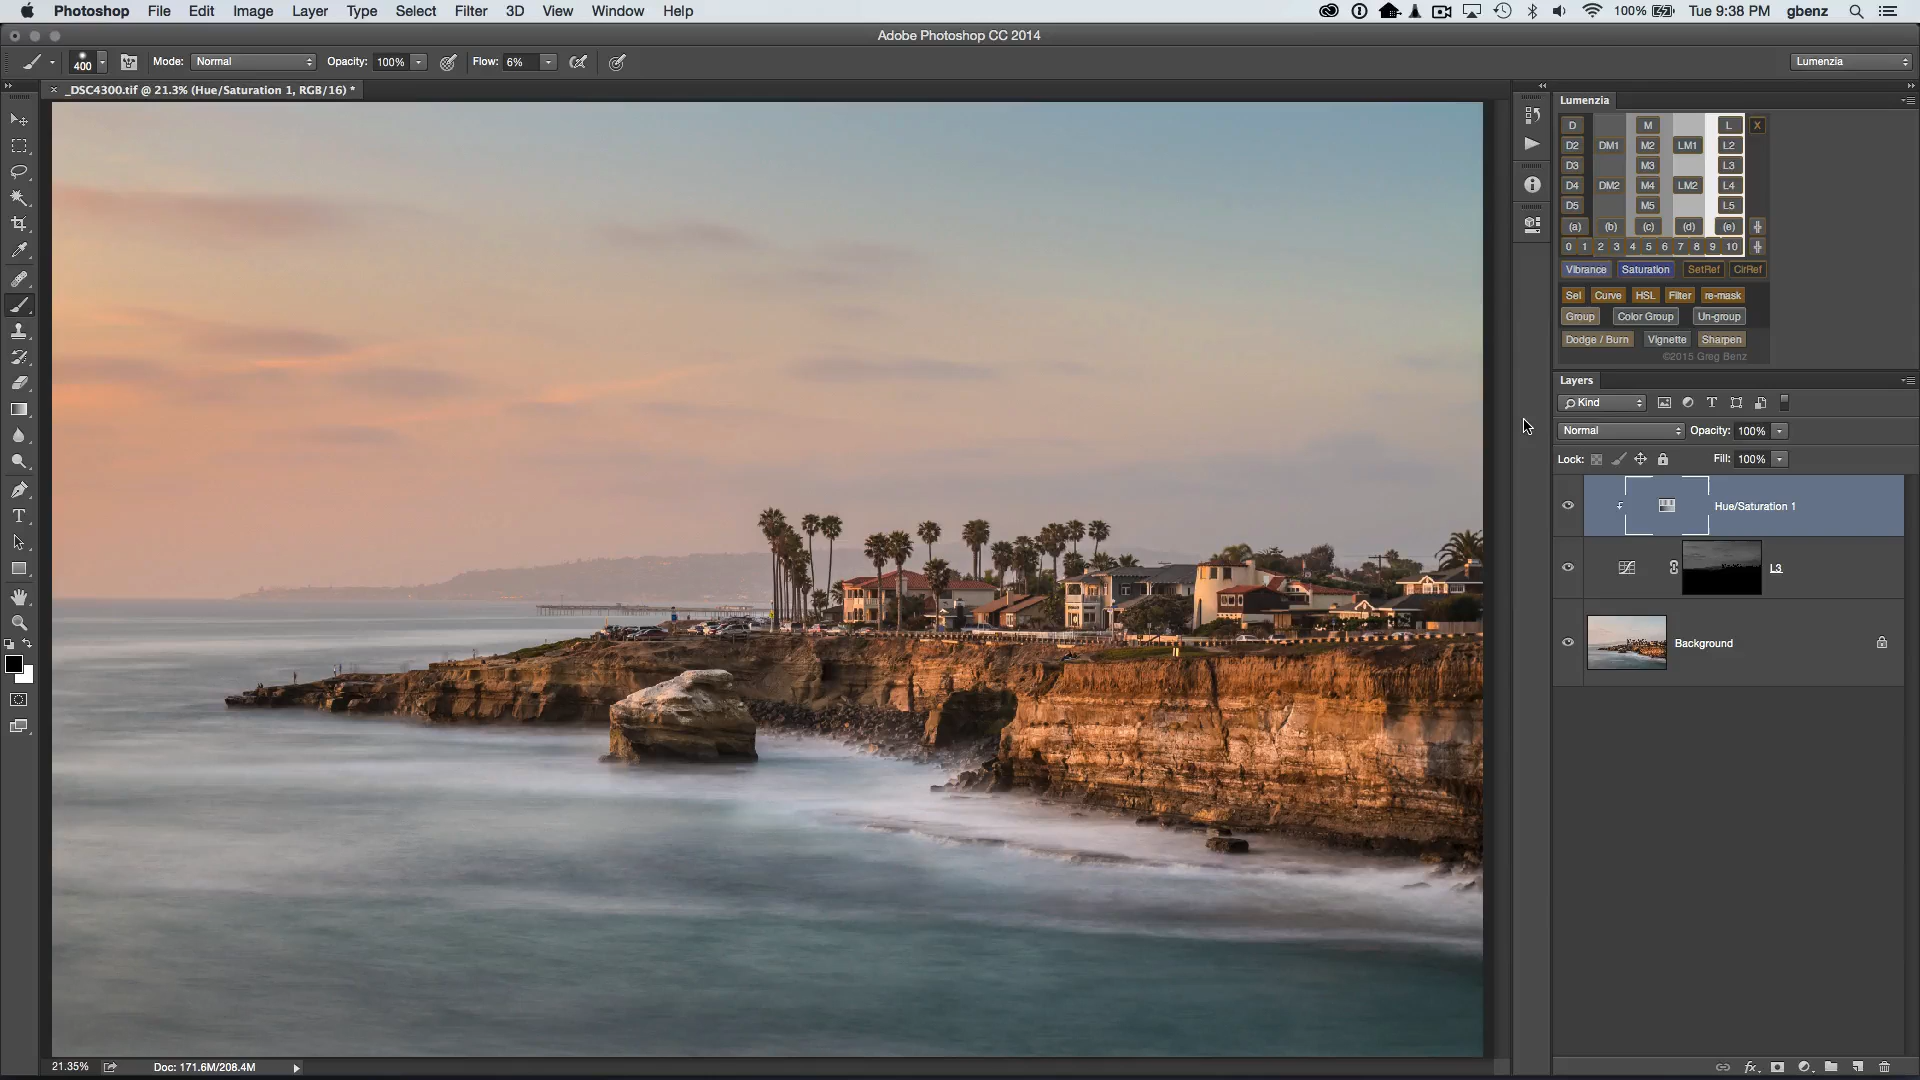 Photoshop File Edit Image Layer Type Select Filter 3D View Window Help 100% Tue 9:38 PM gbenz
Adobe Photoshop CC 2014
400 Mode: Normal Opacity: 100% Flow: 6% Lumenzia
_DSC4300.tif @ 21.3% (Hue/Saturation 1, RGB/16) *
Lumenzia
D M L X
D2 DM1 M2 LM1 L2
D3 M3 L3
D4 DM2 M4 LM2 L4
D5 M5 L5
(a) (b) (c) (d) (e)
0 1 2 3 4 5 6 7 8 9 10
Vibrance Saturation SetRef ClrRef
Sel Curve HSL Filter re-mask
Group Color Group Un-group
Dodge / Burn Vignette Sharpen
©2015 Greg Benz
Layers
Kind
Normal Opacity: 100%
Lock: Fill: 100%
Hue/Saturation 1
L3
Background
21.35% Doc: 171.6M/208.4M